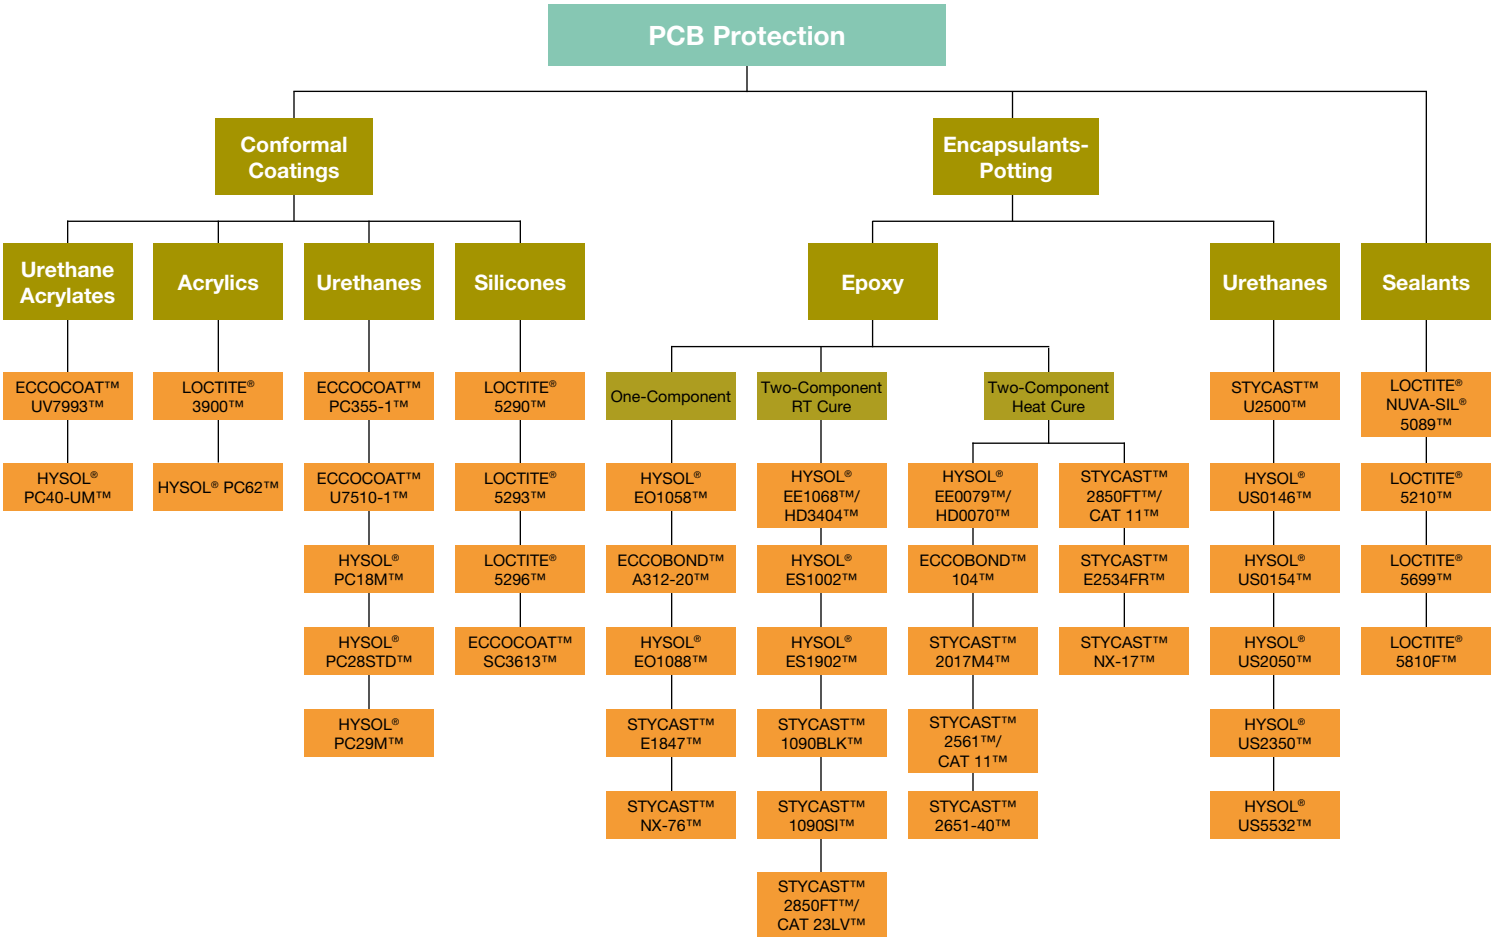 PCB Protection
Conformal
Coatings
Encapsulants-
Potting
Urethane
Acrylates
Acrylics
Urethanes
Silicones
Epoxy
Urethanes
Sealants
ECCOCOAT™
UV7993™
HYSOL®
PC40-UM™
LOCTITE®
3900™
HYSOL® PC62™
ECCOCOAT™
PC355-1™
ECCOCOAT™
U7510-1™
HYSOL®
PC18M™
HYSOL®
PC28STD™
HYSOL®
PC29M™
LOCTITE®
5290™
LOCTITE®
5293™
LOCTITE®
5296™
ECCOCOAT™
SC3613™
One-Component
HYSOL®
EO1058™
ECCOBOND™
A312-20™
HYSOL®
EO1088™
STYCAST™
E1847™
STYCAST™
NX-76™
Two-Component
RT Cure
HYSOL®
EE1068™/
HD3404™
HYSOL®
ES1002™
HYSOL®
ES1902™
STYCAST™
1090BLK™
STYCAST™
1090SI™
STYCAST™
2850FT™/
CAT 23LV™
Two-Component
Heat Cure
HYSOL®
EE0079™/
HD0070™
ECCOBOND™
104™
STYCAST™
2017M4™
STYCAST™
2561™/
CAT 11™
STYCAST™
2651-40™
STYCAST™
2850FT™/
CAT 11™
STYCAST™
E2534FR™
STYCAST™
NX-17™
STYCAST™
U2500™
HYSOL®
US0146™
HYSOL®
US0154™
HYSOL®
US2050™
HYSOL®
US2350™
HYSOL®
US5532™
LOCTITE®
NUVA-SIL®
5089™
LOCTITE®
5210™
LOCTITE®
5699™
LOCTITE®
5810F™